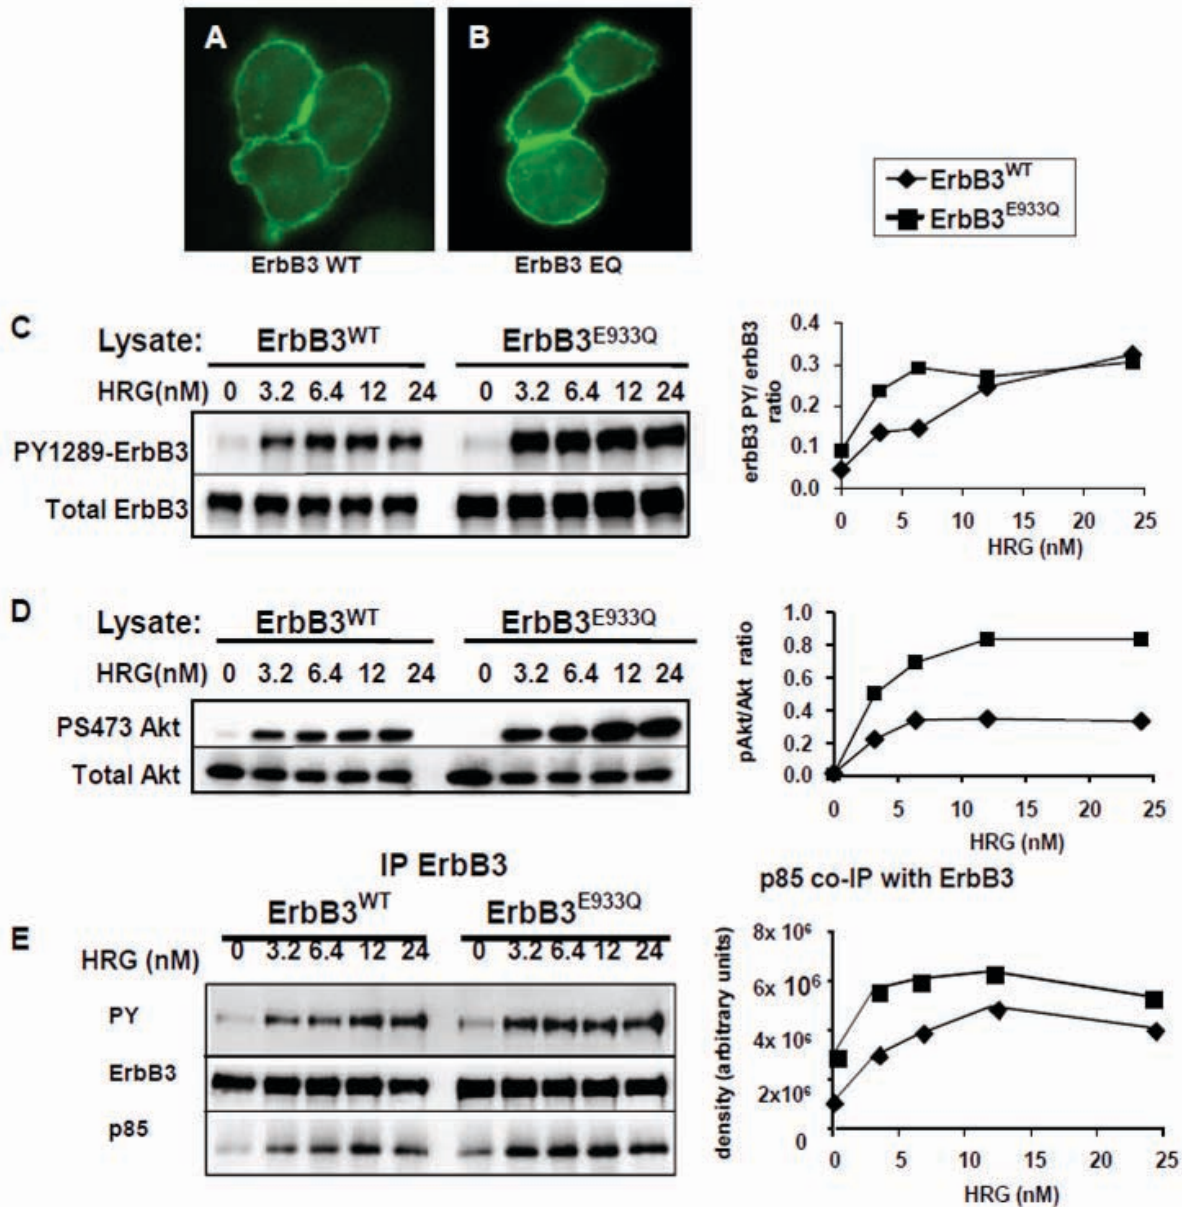 A
B
ErbB3 WT
ErbB3 EQ
ErbB3WT
ErbB3E933Q
C
Lysate:
ErbB3WT
ErbB3E933Q
HRG(nM) 0 3.2 6.4 12 24 0 3.2 6.4 12 24
PY1289-ErbB3
Total ErbB3
erbB3 PY/ erbB3
ratio
0.4
0.3
0.2
0.1
0.0
0 5 10 15 20 25
HRG (nM)
D
Lysate:
ErbB3WT
ErbB3E933Q
HRG(nM) 0 3.2 6.4 12 24 0 3.2 6.4 12 24
PS473 Akt
Total Akt
pAkt/Akt ratio
1.0
0.8
0.6
0.4
0.2
0.0
0 5 10 15 20 25
HRG (nM)
IP ErbB3
E
ErbB3WT
ErbB3E933Q
HRG (nM) 0 3.2 6.4 12 24 0 3.2 6.4 12 24
PY
ErbB3
p85
p85 co-IP with ErbB3
density (arbitrary units)
8x 10⁶
6x 10⁶
4x 10⁶
2x10⁶
0
0 5 10 15 20 25
HRG (nM)